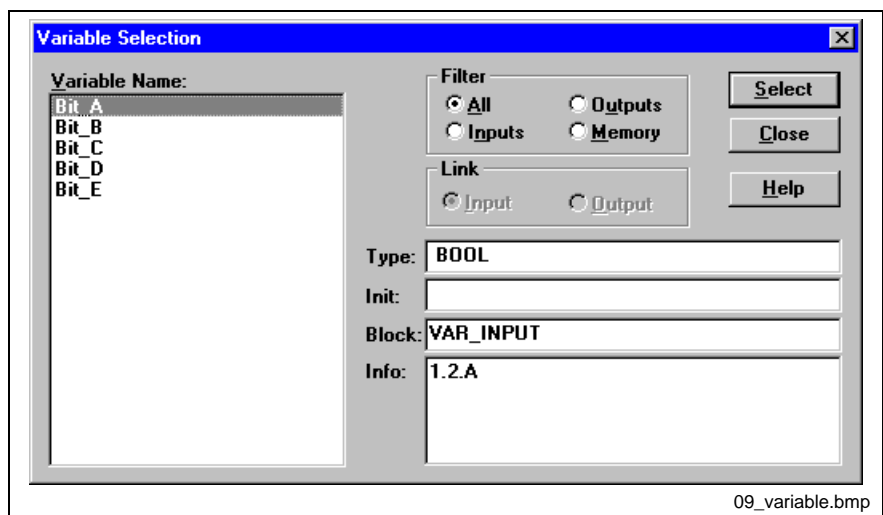 Variable Selection
Variable Name:
Bit_A
Bit_B
Bit_C
Bit_D
Bit_E
Filter
All
Outputs
Inputs
Memory
Link
Input
Output
Select
Close
Help
Type: BOOL
Init:
Block: VAR_INPUT
Info: 1.2.A
09_variable.bmp